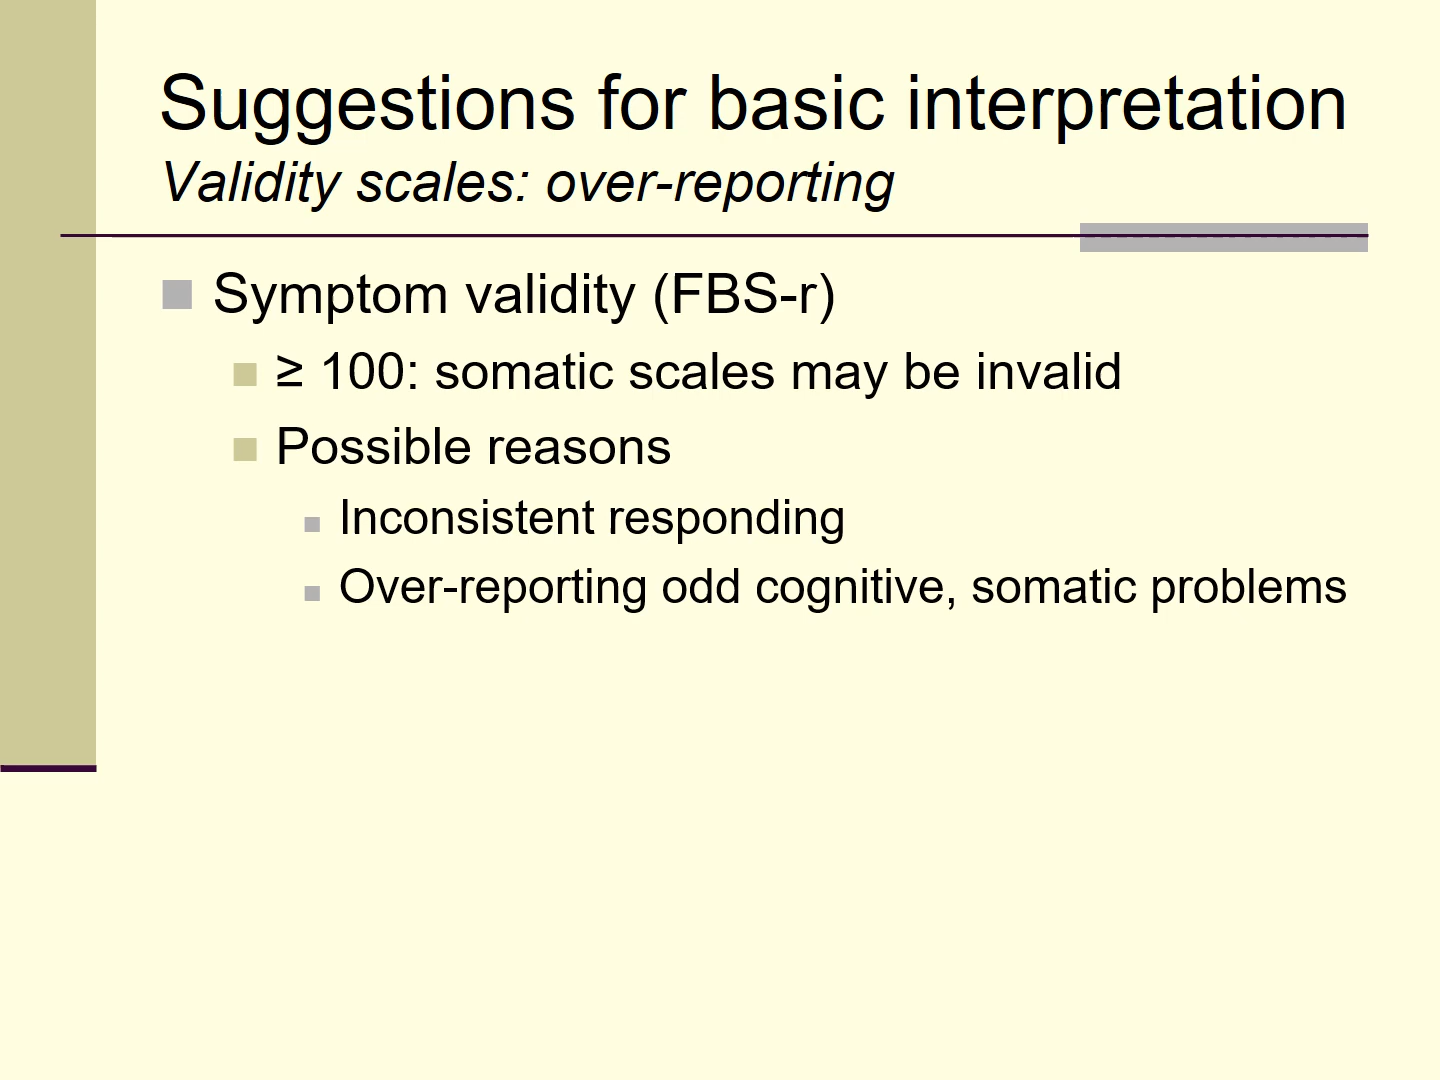 Suggestions for basic interpretation
Validity scales: over-reporting
Symptom validity (FBS-r)
≥ 100: somatic scales may be invalid
Possible reasons
Inconsistent responding
Over-reporting odd cognitive, somatic problems